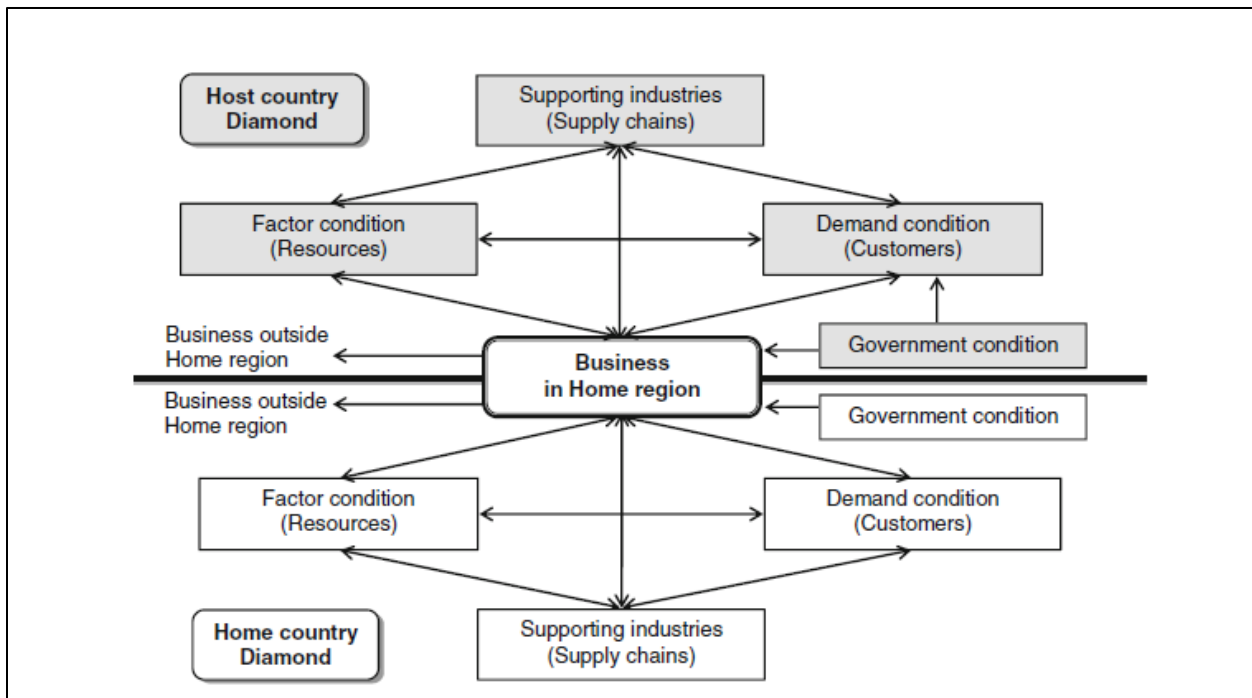 Host country
Diamond
Supporting industries
(Supply chains)
Factor condition
(Resources)
Demand condition
(Customers)
Business outside
Home region
Government condition
Business
in Home region
Business outside
Home region
Government condition
Factor condition
(Resources)
Demand condition
(Customers)
Home country
Diamond
Supporting industries
(Supply chains)